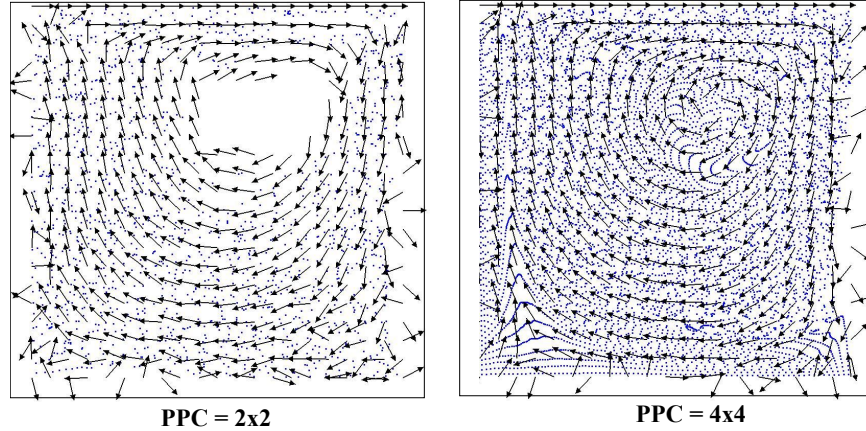 PPC = 2x2
PPC = 4x4